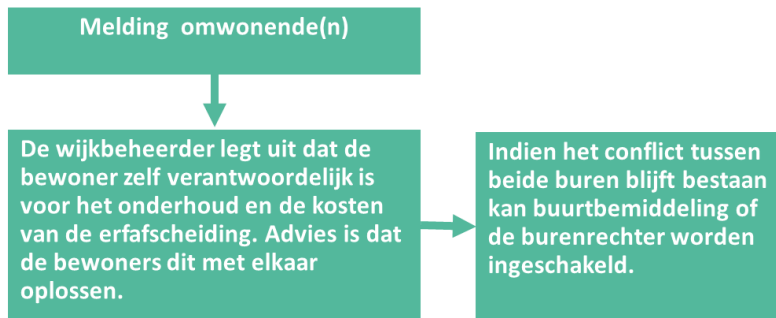 Melding omwonende(n)
De wijkbeheerder legt uit dat de
bewoner zelf verantwoordelijk is
voor het onderhoud en de kosten
van de erfafscheiding. Advies is dat
de bewoners dit met elkaar
oplossen.
Indien het conflict tussen
beide buren blijft bestaan
kan buurtbemiddeling of
de burenrechter worden
ingeschakeld.